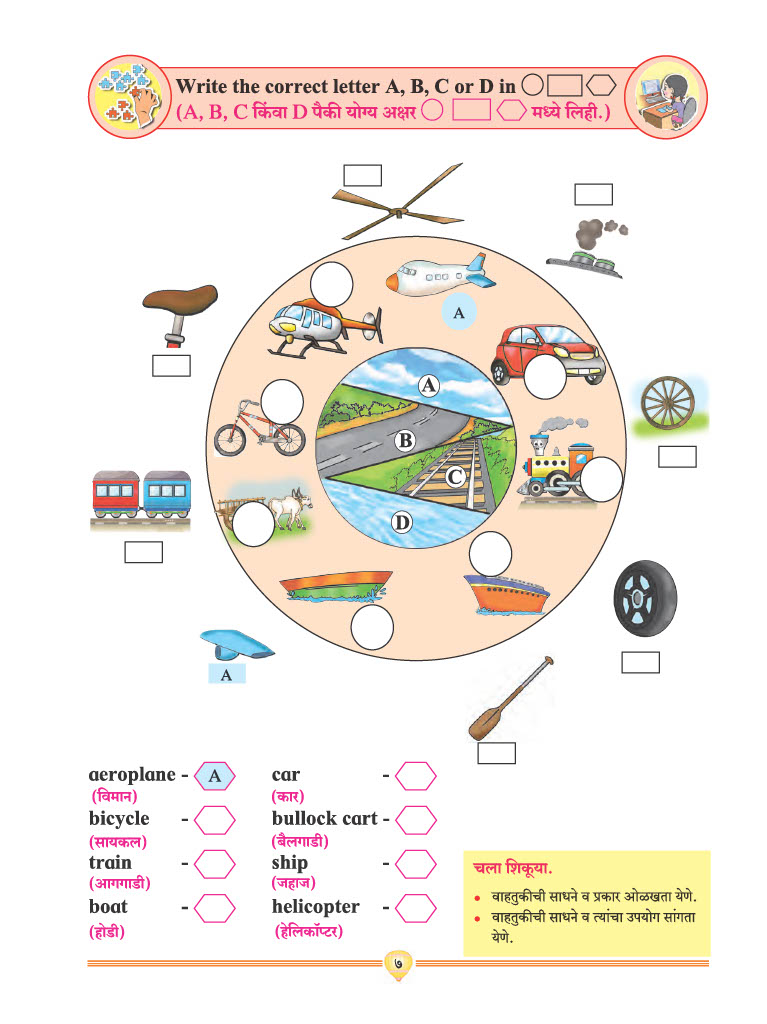 Write the correct letter A, B, C or D in
(A, B, C किंवा D पैकी योग्य अक्षर मध्ये लिही.)
A
A
B
C
D
A
aeroplane - A car -
(विमान) (कार)
bicycle - bullock cart -
(सायकल) (बैलगाडी)
train - ship -
(आगगाडी) (जहाज)
boat - helicopter -
(होडी) (हेलिकॉप्टर)
चला शिकूया.
• वाहतुकीची साधने व प्रकार ओळखता येणे.
• वाहतुकीची साधने व त्यांचा उपयोग सांगता
येणे.
७